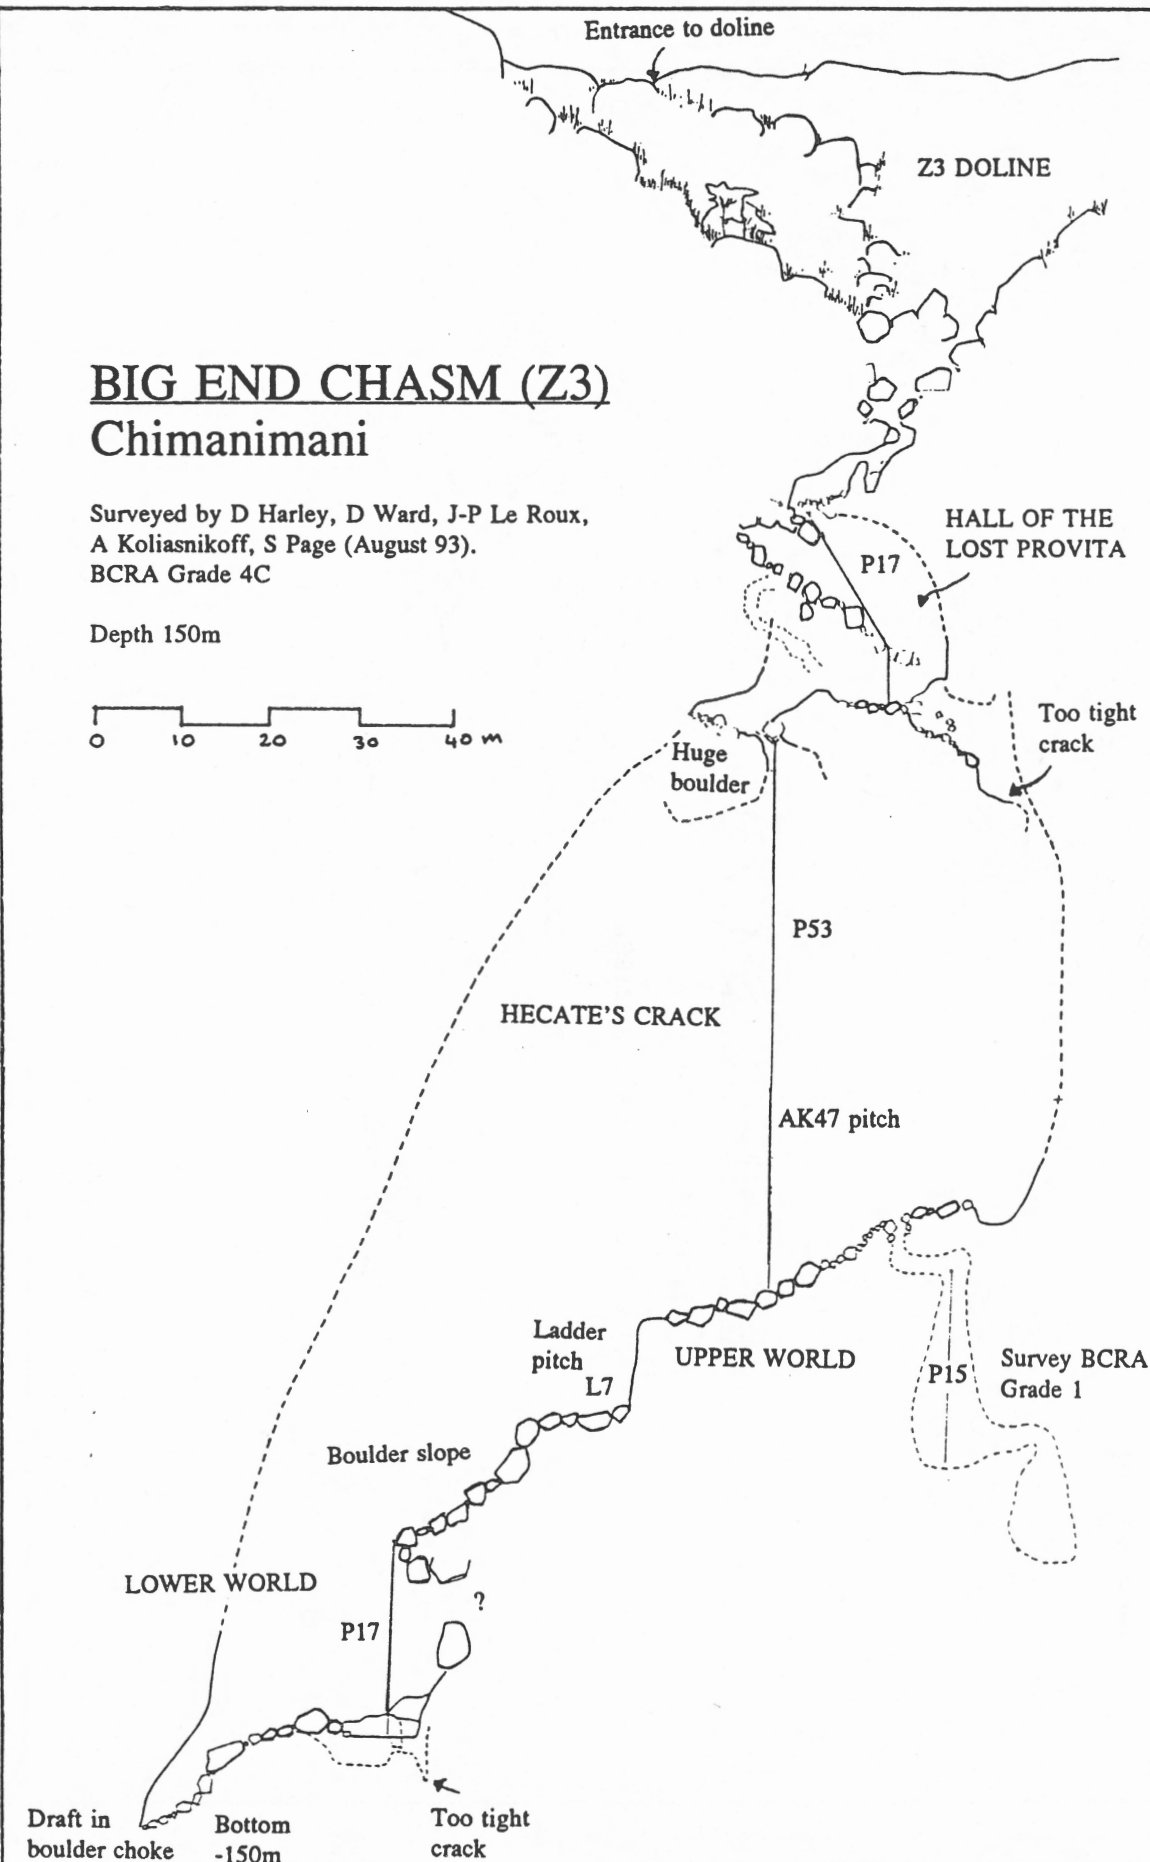 Entrance to doline
Z3 DOLINE
BIG END CHASM (Z3)
Chimanimani
Surveyed by D Harley, D Ward, J-P Le Roux,
A Koliasnikoff, S Page (August 93).
BCRA Grade 4C
Depth 150m
0 10 20 30 40 m
HALL OF THE
LOST PROVITA
P17
Too tight
crack
Huge
boulder
P53
HECATE'S CRACK
AK47 pitch
Ladder
pitch
L7
UPPER WORLD
P15
Survey BCRA
Grade 1
Boulder slope
LOWER WORLD
?
P17
Draft in
boulder choke
Bottom
-150m
Too tight
crack